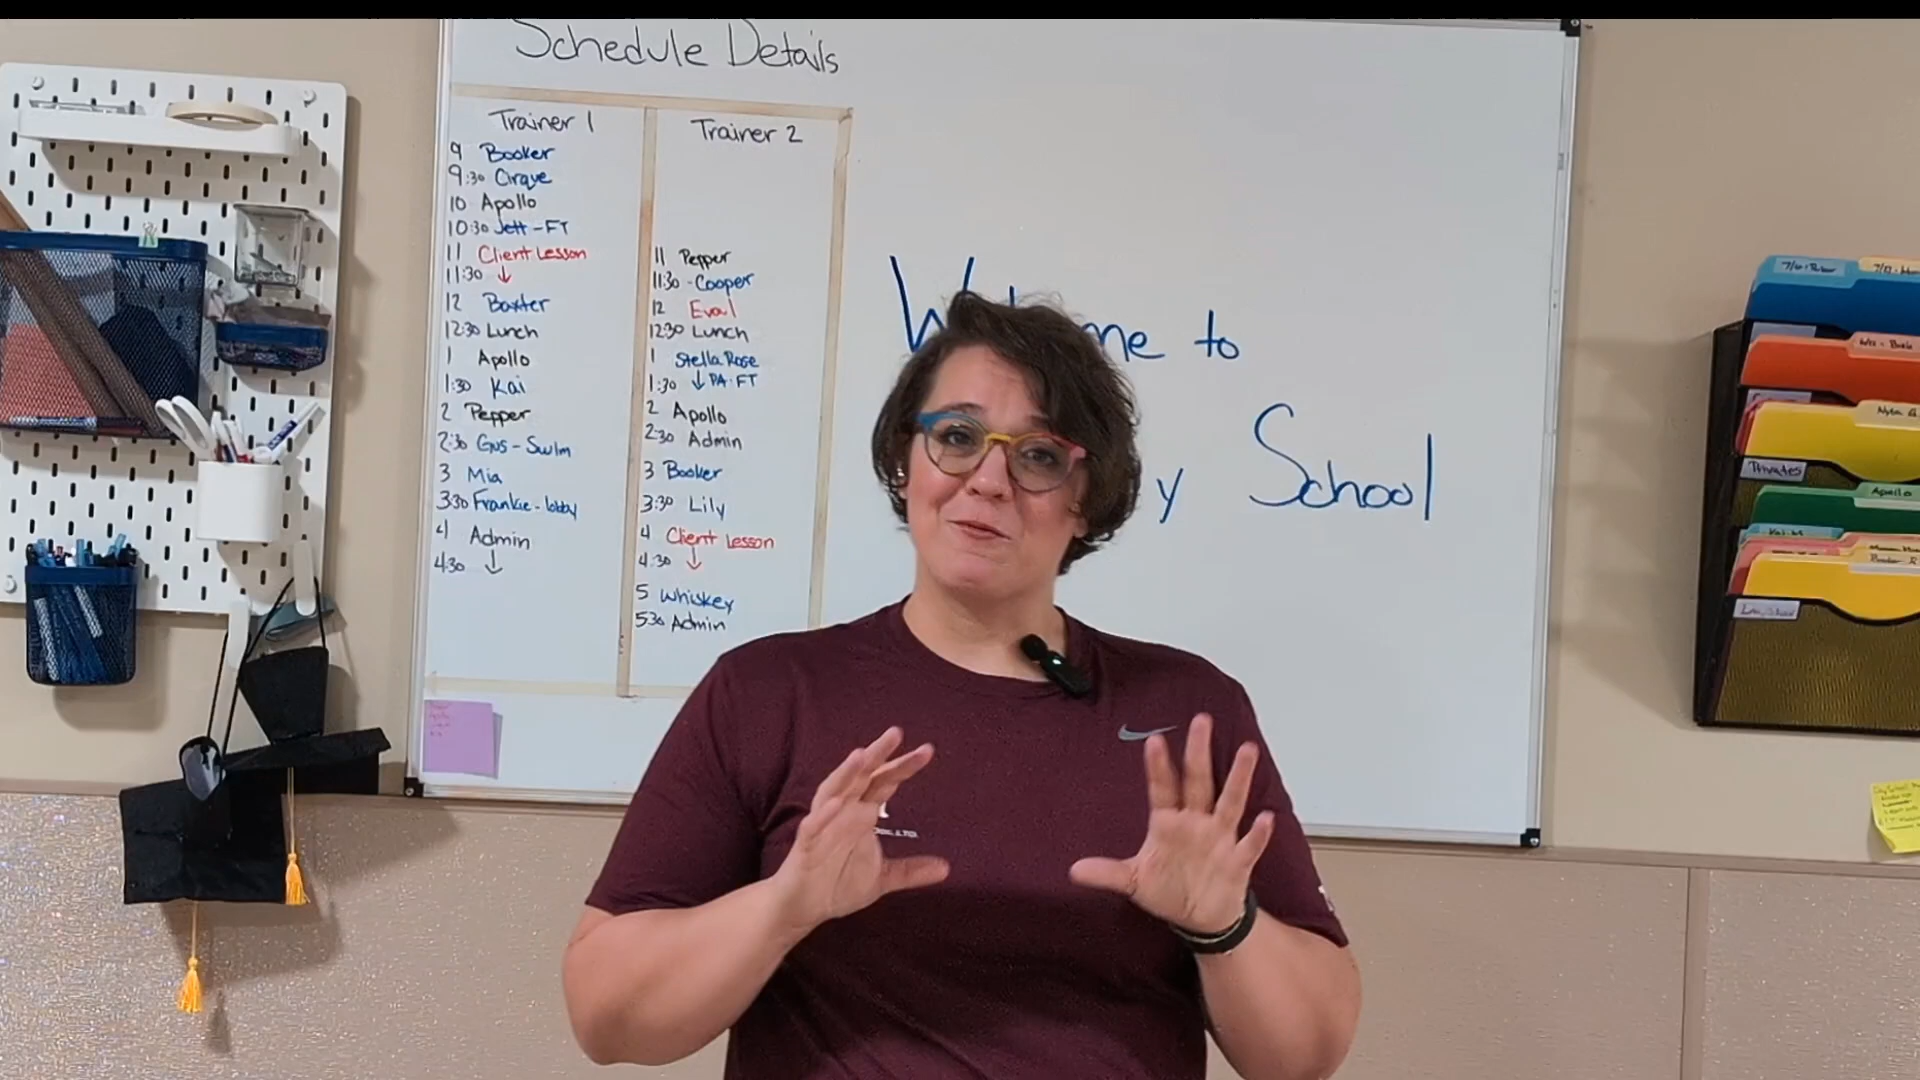 Schedule Details
Trainer 1
9 Booker
9:30 Cirque
10 Apollo
10:30 Jett - FT
11 Client Lesson
11:30 ↓
12 Baxter
12:30 Lunch
1 Apollo
1:30 Kai
2 Pepper
2:30 Gus - Swim
3 Mia
3:30 Frankie - lobby
4 Admin
4:30 ↓
Trainer 2
11 Pepper
11:30 - Cooper
12 Eval
12:30 Lunch
1 Stella Rose
1:30 ↓ PA-FT
2 Apollo
2:30 Admin
3 Booker
3:30 Lily
4 Client Lesson
4:30 ↓
5 Whiskey
530 Admin
me to
y School
Privates
Apollo